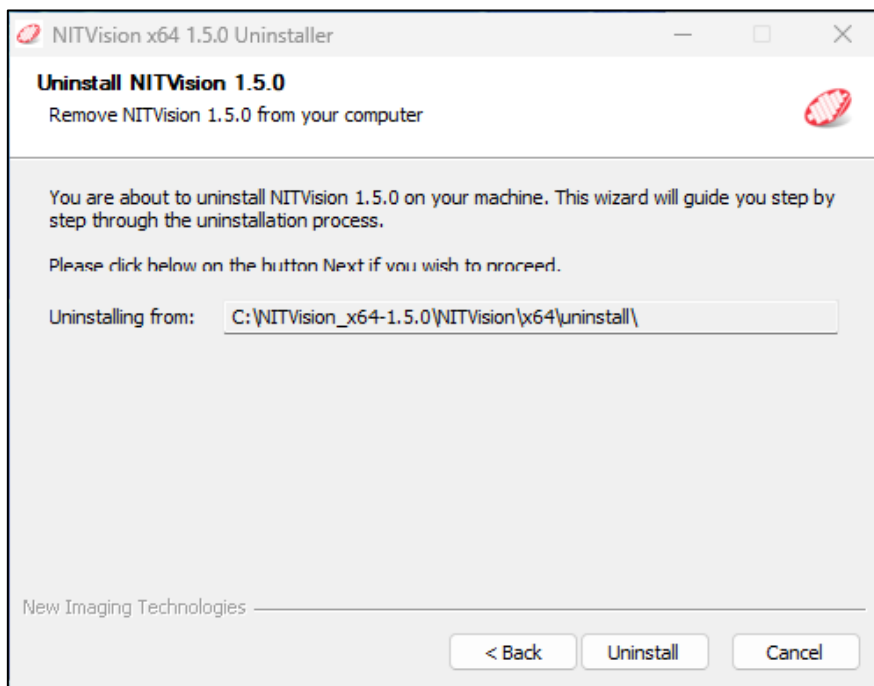 NITVision x64 1.5.0 Uninstaller
Uninstall NITVision 1.5.0
Remove NITVision 1.5.0 from your computer
You are about to uninstall NITVision 1.5.0 on your machine. This wizard will guide you step by
step through the uninstallation process.
Please click below on the button Next if you wish to proceed.
Uninstalling from: C:\NITVision_x64-1.5.0\NITVision\x64\uninstall\
New Imaging Technologies
< Back Uninstall Cancel